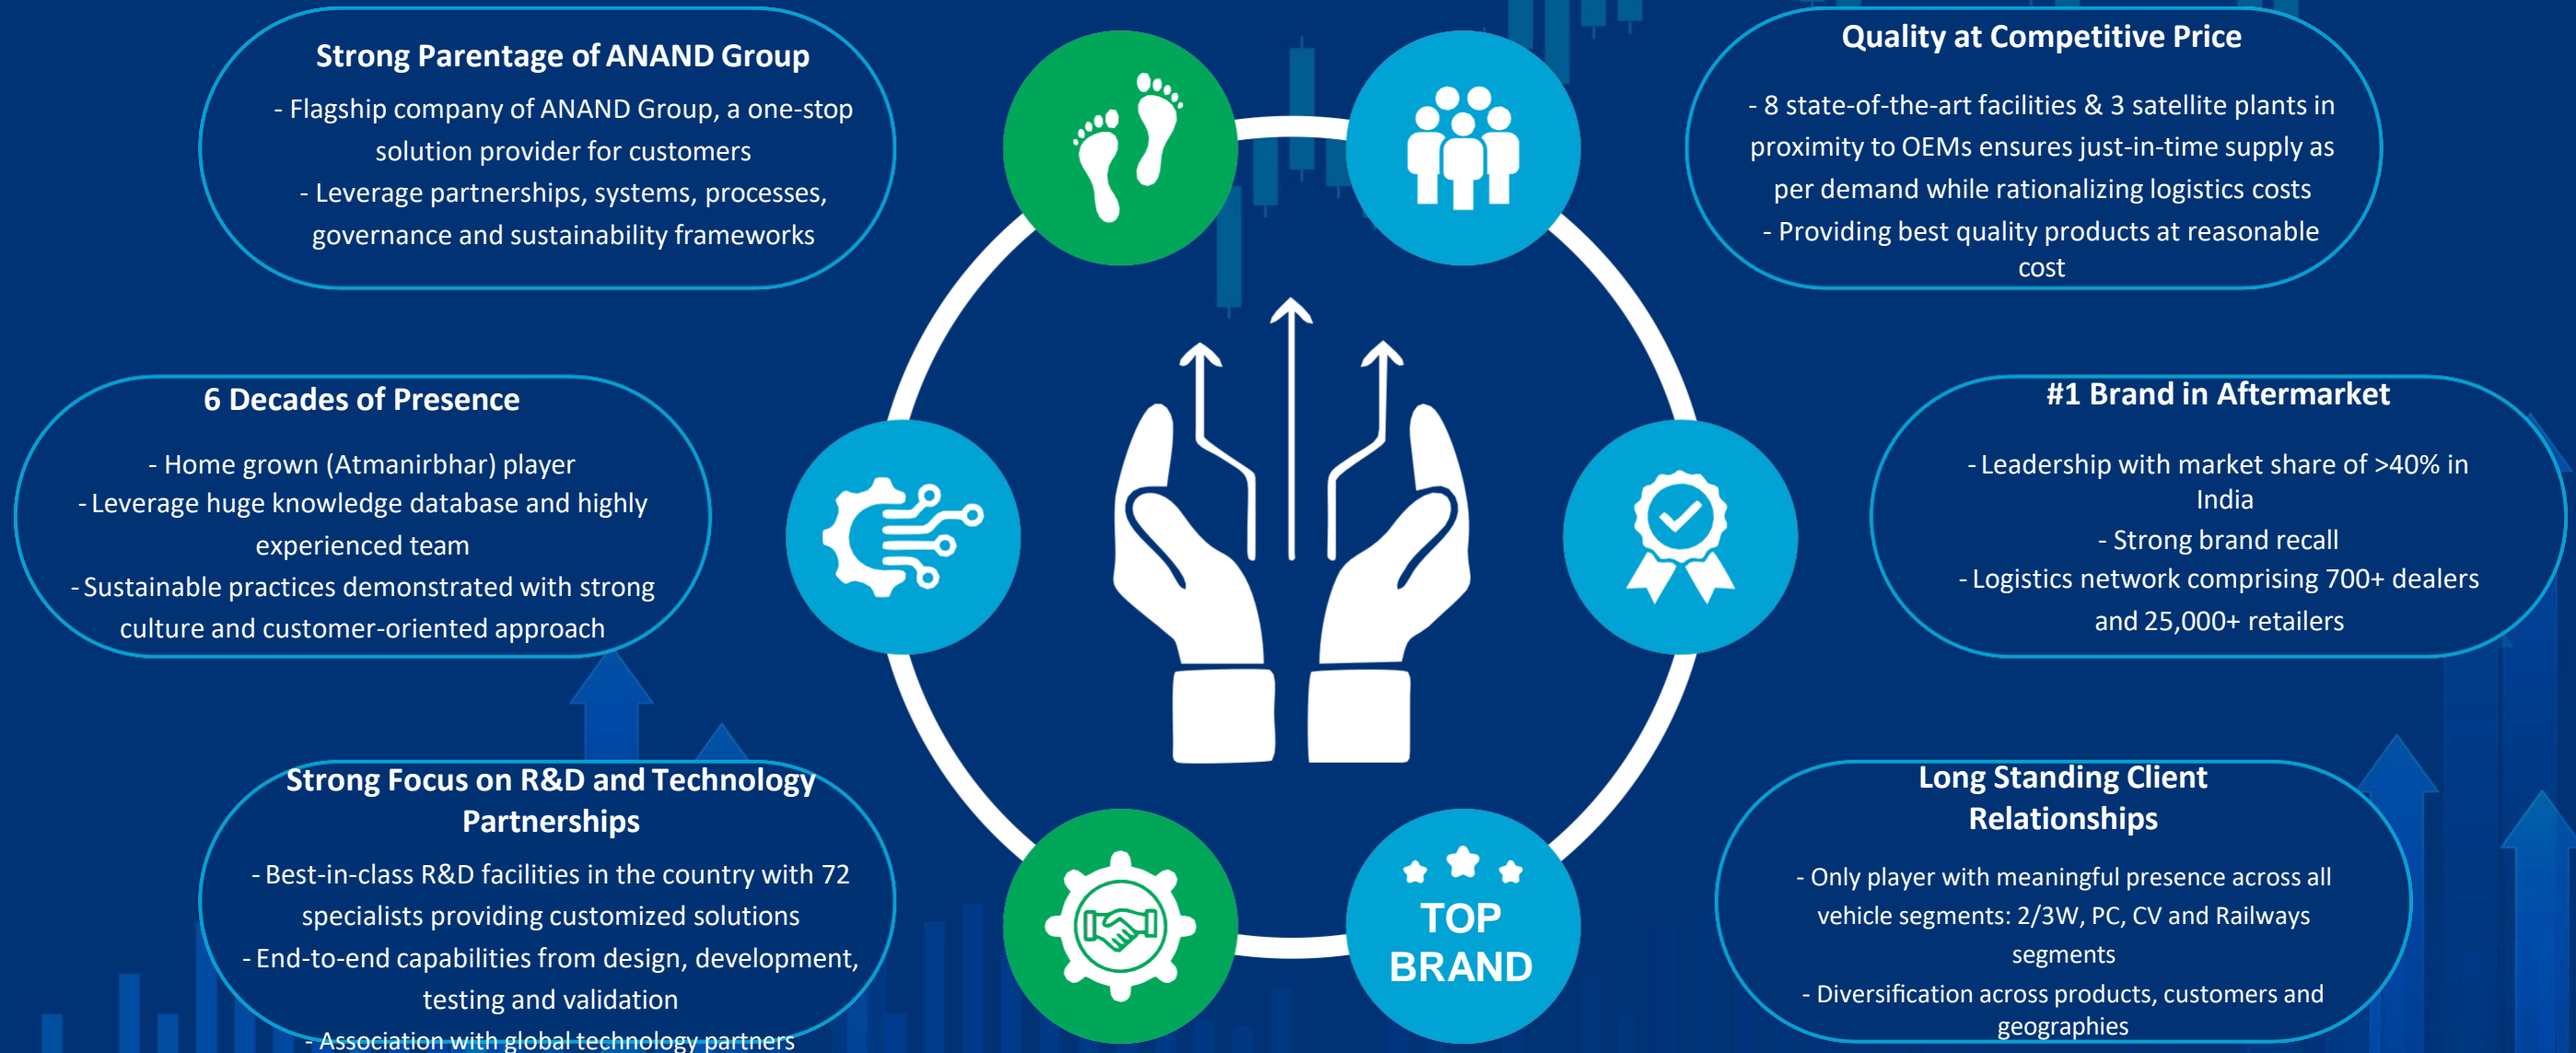 Strong Parentage of ANAND Group
- Flagship company of ANAND Group, a one-stop
solution provider for customers
- Leverage partnerships, systems, processes,
governance and sustainability frameworks
Quality at Competitive Price
- 8 state-of-the-art facilities & 3 satellite plants in
proximity to OEMs ensures just-in-time supply as
per demand while rationalizing logistics costs
- Providing best quality products at reasonable
cost
6 Decades of Presence
- Home grown (Atmanirbhar) player
- Leverage huge knowledge database and highly
experienced team
- Sustainable practices demonstrated with strong
culture and customer-oriented approach
#1 Brand in Aftermarket
- Leadership with market share of >40% in
India
- Strong brand recall
- Logistics network comprising 700+ dealers
and 25,000+ retailers
Strong Focus on R&D and Technology
Partnerships
- Best-in-class R&D facilities in the country with 72
specialists providing customized solutions
- End-to-end capabilities from design, development,
testing and validation
- Association with global technology partners
TOP
BRAND
Long Standing Client
Relationships
- Only player with meaningful presence across all
vehicle segments: 2/3W, PC, CV and Railways
segments
- Diversification across products, customers and
geographies